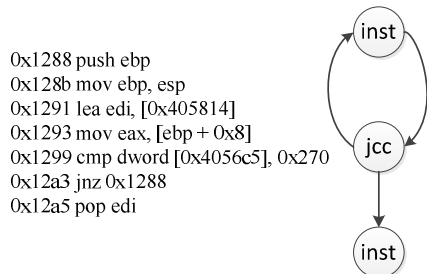 0x1288 push ebp
0x128b mov ebp, esp
0x1291 lea edi, [0x405814]
0x1293 mov eax, [ebp + 0x8]
0x1299 cmp dword [0x4056c5], 0x270
0x12a3 jnz 0x1288
0x12a5 pop edi
inst
jcc
inst